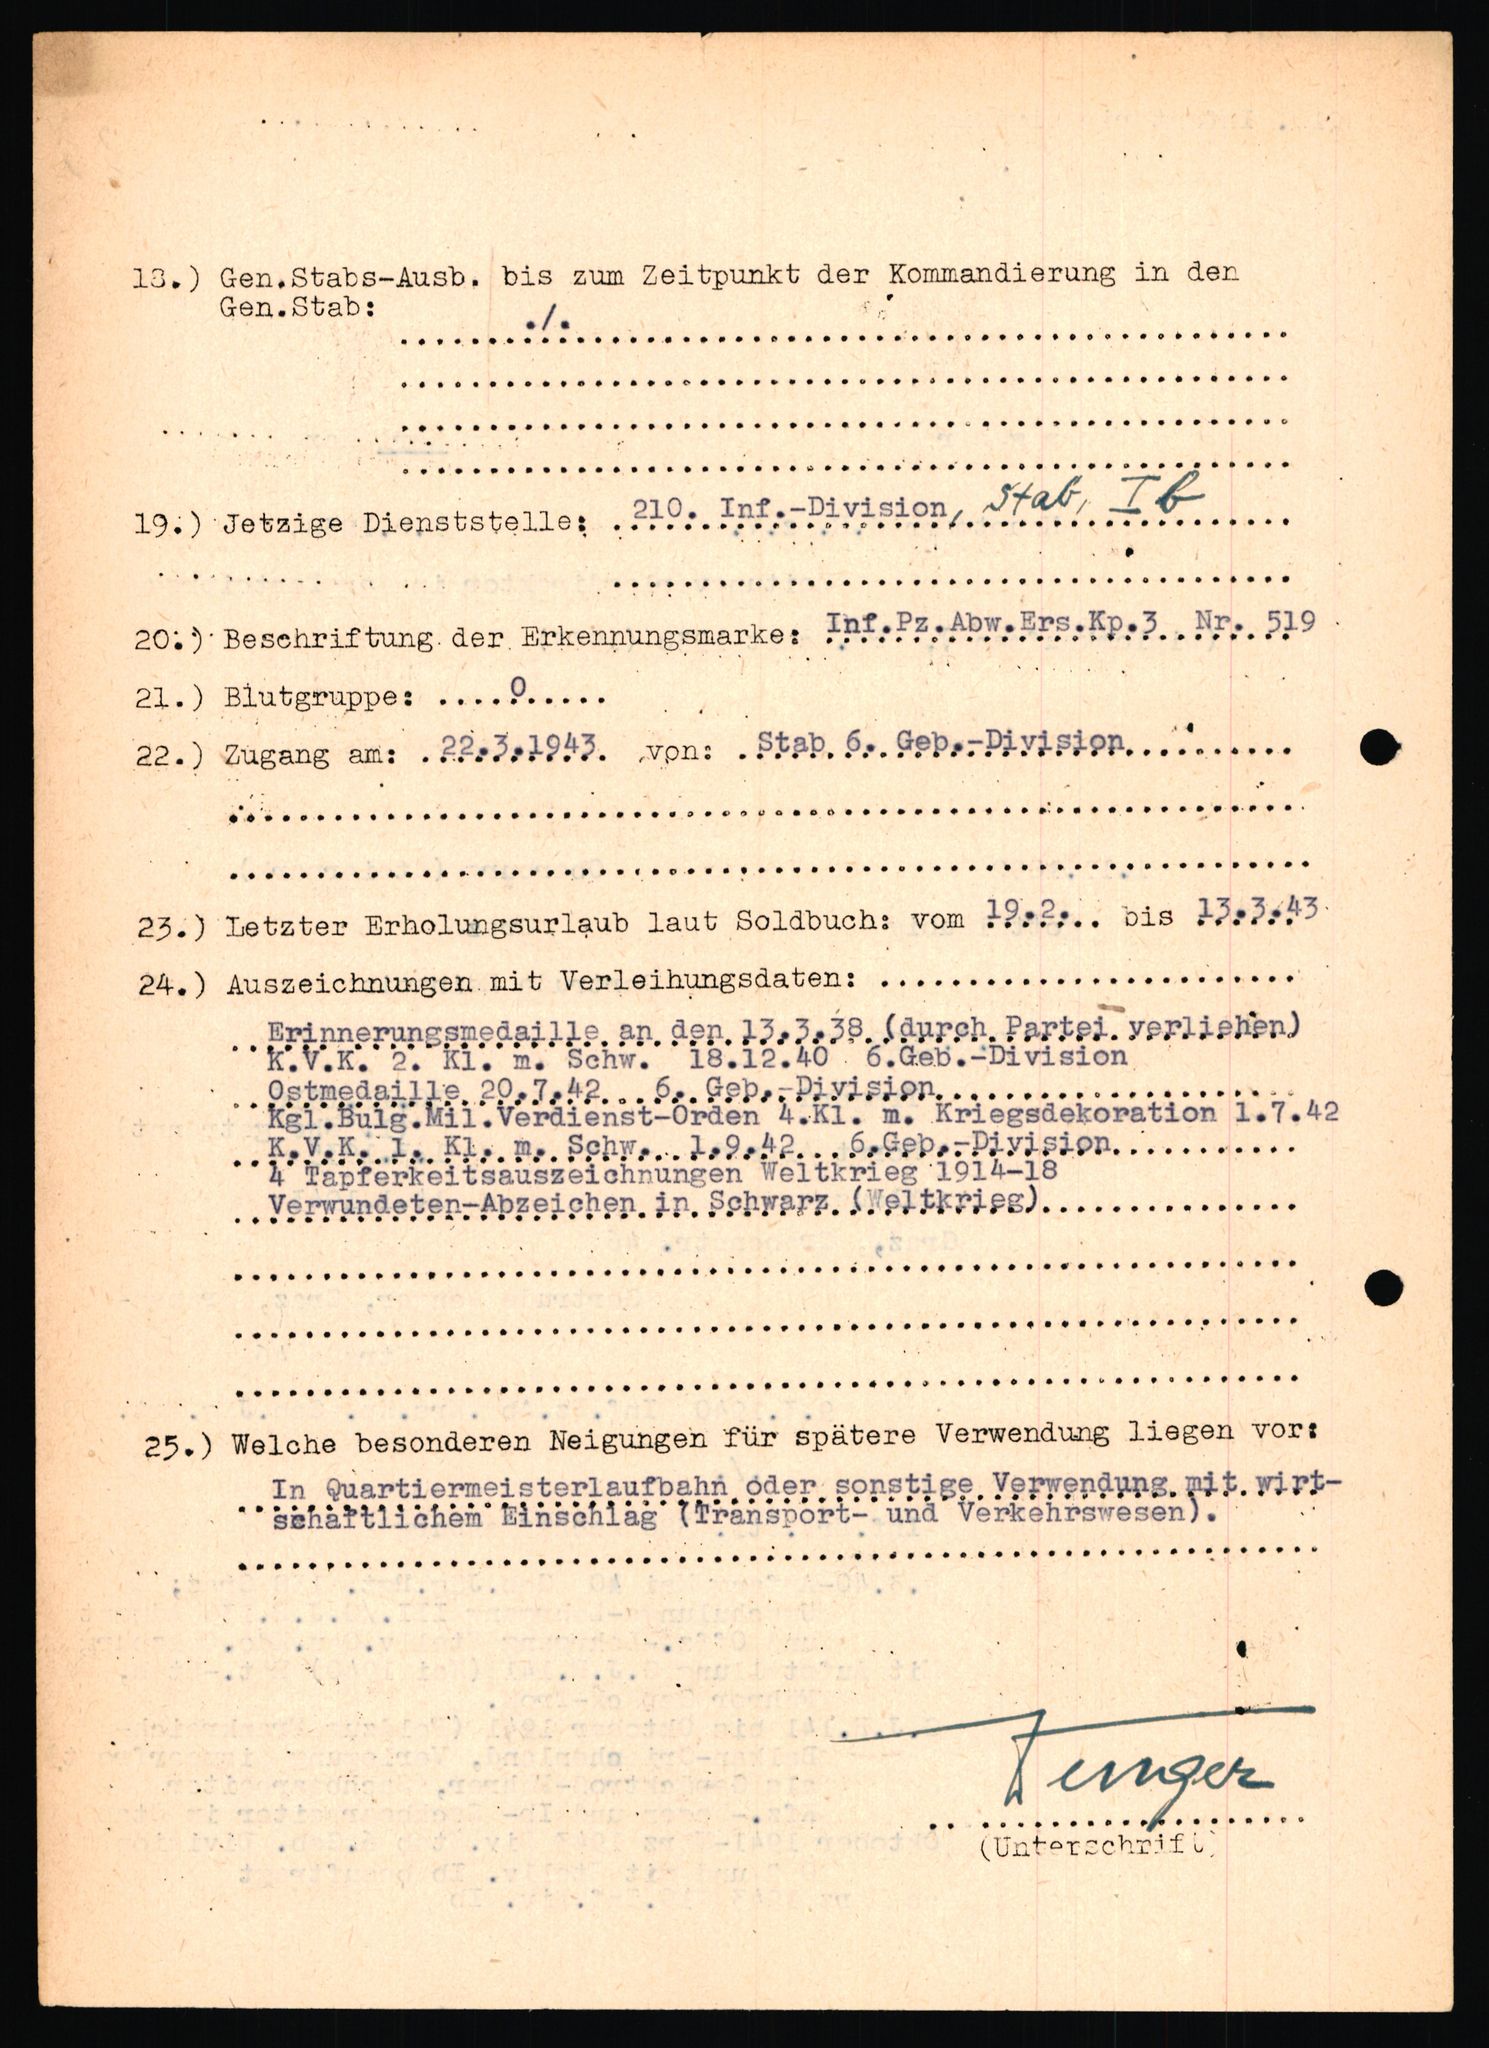 18.) Gen.Stabs-Ausb. bis zum Zeitpunkt der Kommandierung in den
Gen.Stab:
./.
19.) Jetzige Dienststelle: 210. Inf.-Division, Stab, Ib
20.) Beschriftung der Erkennungsmarke: Inf.Pz.Abw.Ers.Kp.3 Nr. 519
21.) Blutgruppe: O
22.) Zugang am: 22.3.1943 von: Stab 6. Geb.-Division
23.) Letzter Erholungsurlaub laut Soldbuch: vom 19.2. bis 13.3.43
24.) Auszeichnungen mit Verleihungsdaten:
Erinnerungsmedaille an den 13.3.38 (durch Partei verliehen)
K.V.K. 2. Kl. m. Schw. 18.12.40 6.Geb.-Division
Ostmedaille 20.7.42 6. Geb.-Division
Kgl.Bulg.Mil.Verdienst-Orden 4.Kl. m. Kriegsdekoration 1.7.42
K.V.K. 1. Kl. m. Schw. 1.9.42 6.Geb.-Division
4 Tapferkeitsauszeichnungen Weltkrieg 1914-18
Verwundeten-Abzeichen in Schwarz (Weltkrieg)
25.) Welche besonderen Neigungen für spätere Verwendung liegen vor:
In Quartiermeisterlaufbahn oder sonstige Verwendung mit wirt-
schaftlichem Einschlag (Transport- und Verkehrswesen).
(Unterschrift)